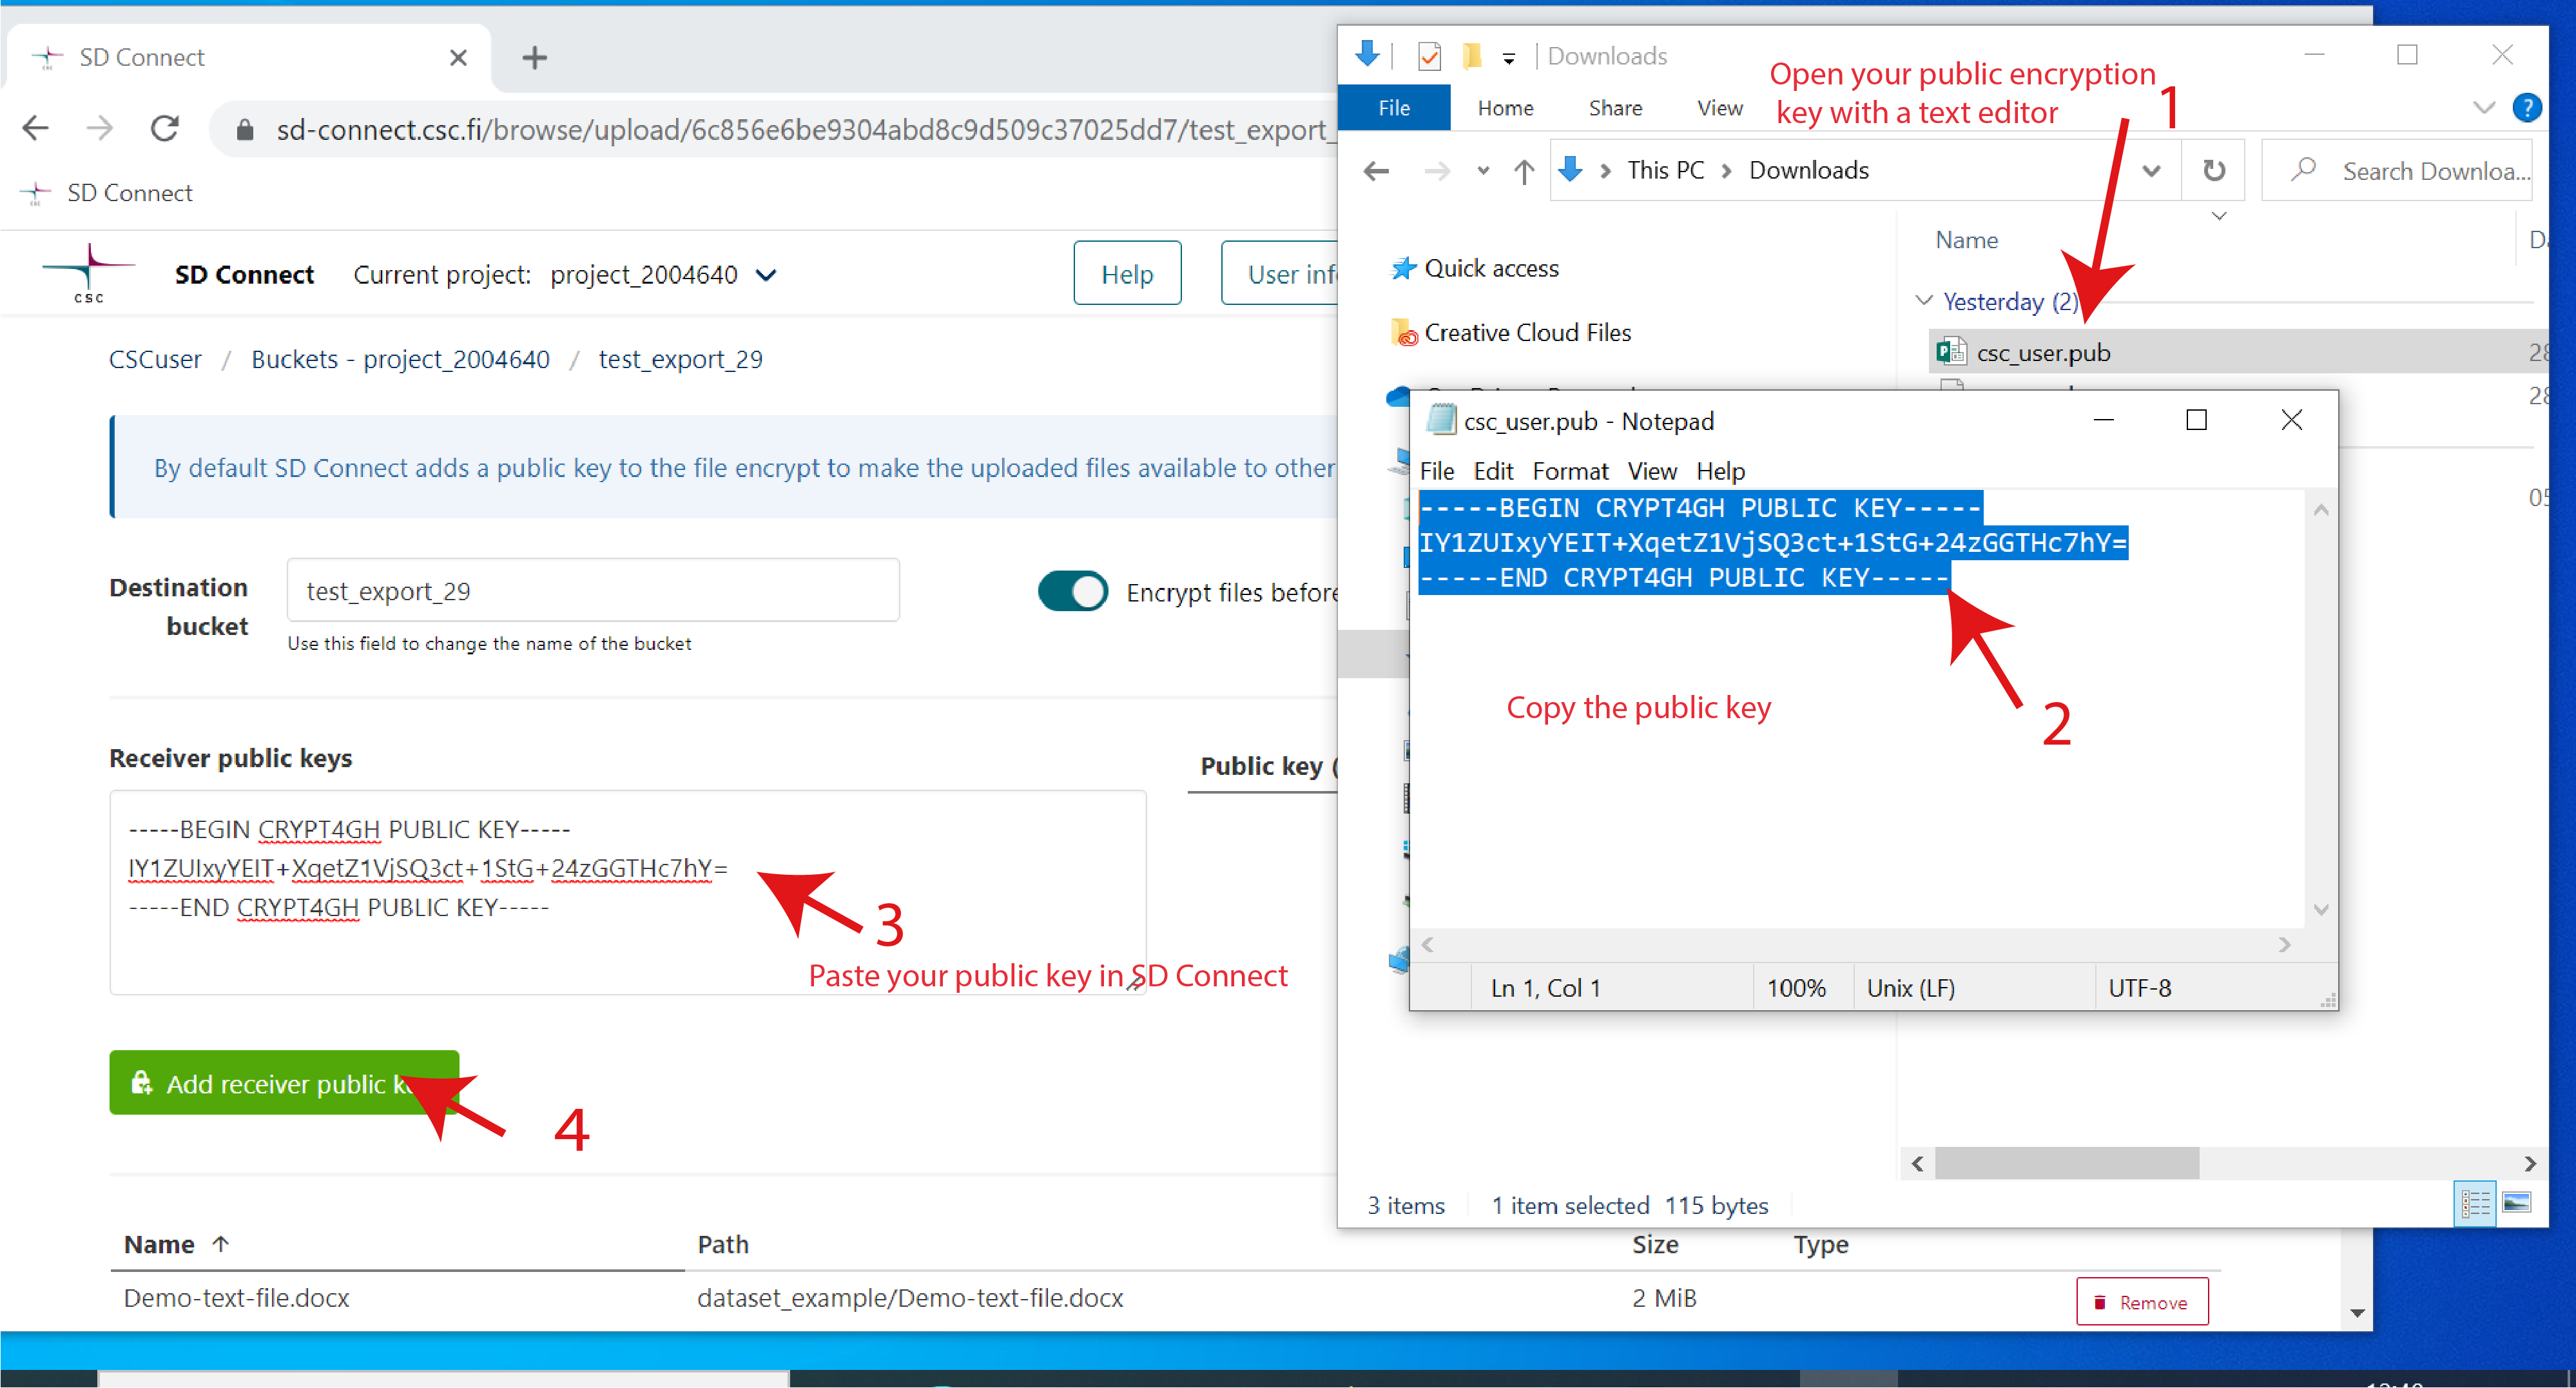 SD Connect
sd-connect.csc.fi/browse/upload/6c856e6be9304abd8c9d509c37025dd7/test_export_
SD Connect
CSC
SD Connect Current project: project_2004640
Help
User inf
CSCuser / Buckets - project_2004640 / test_export_29
By default SD Connect adds a public key to the file encrypt to make the uploaded files available to other
Destination bucket
test_export_29
Use this field to change the name of the bucket
Encrypt files before
Receiver public keys
Public key (
-----BEGIN CRYPT4GH PUBLIC KEY-----
IY1ZUIxyYEIT+XqetZ1VjSQ3ct+1StG+24zGGTHc7hY=
-----END CRYPT4GH PUBLIC KEY-----
3
Paste your public key in SD Connect
Add receiver public
4
Name Path Size Type
Demo-text-file.docx dataset_example/Demo-text-file.docx 2 MiB
Remove
Downloads
Open your public encryption
key with a text editor
1
File Home Share View
This PC Downloads
Search Downloa...
Quick access
Creative Cloud Files
Name
Yesterday (2)
csc_user.pub
28
28
05
csc_user.pub - Notepad
File Edit Format View Help
-----BEGIN CRYPT4GH PUBLIC KEY-----
IY1ZUIxyYEIT+XqetZ1VjSQ3ct+1StG+24zGGTHc7hY=
-----END CRYPT4GH PUBLIC KEY-----
Copy the public key
2
Ln 1, Col 1 100% Unix (LF) UTF-8
3 items 1 item selected 115 bytes